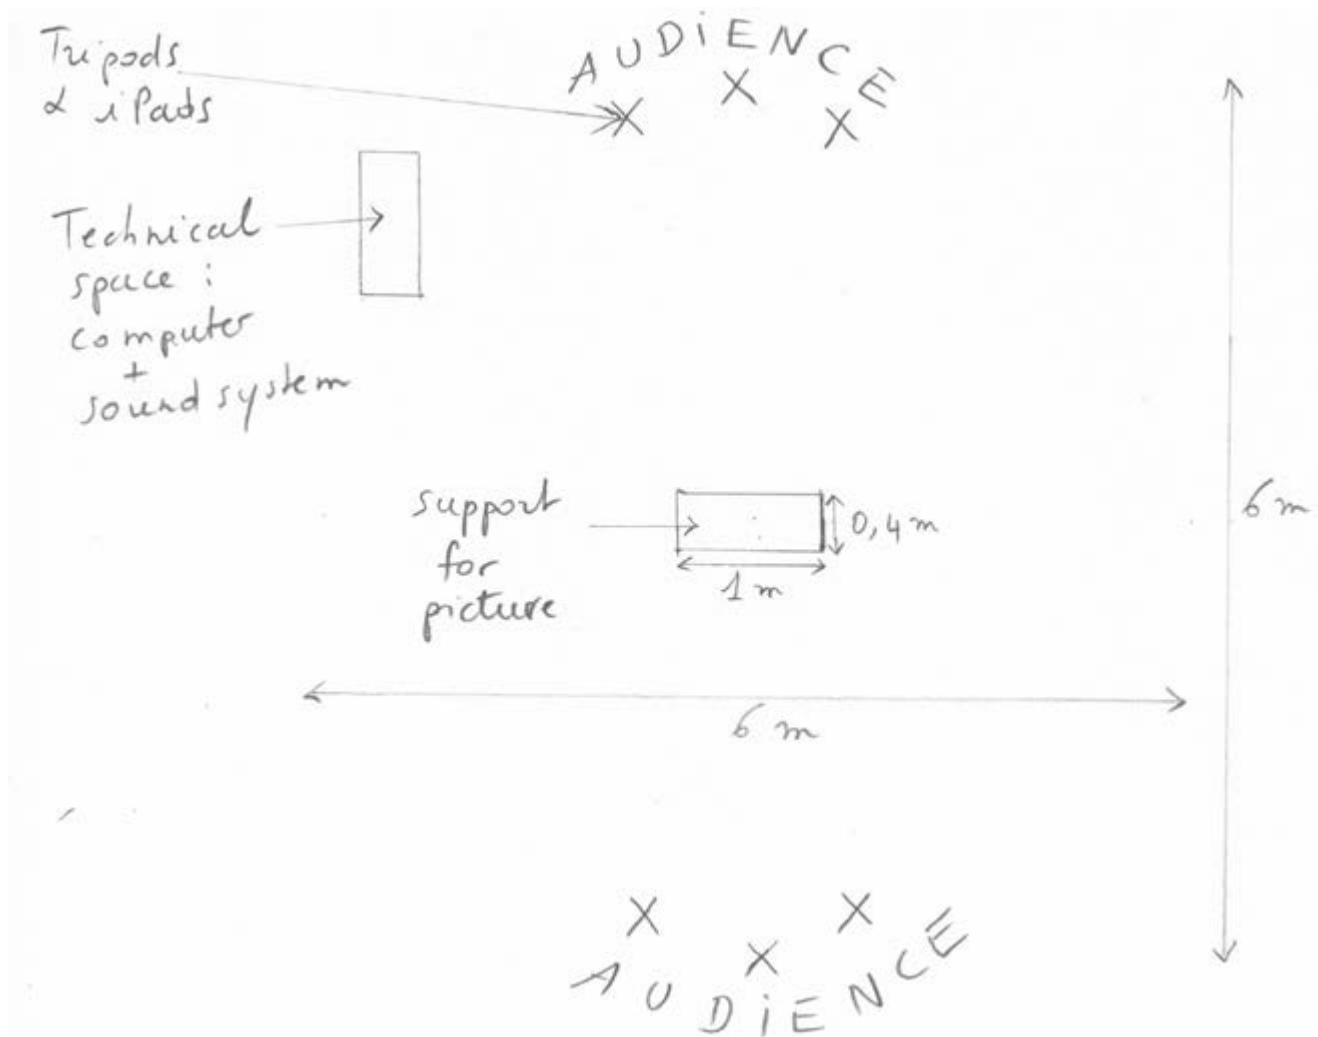 Tripods
& iPads
AUDiENCE
X X X
Technical
space :
computer
+
sound system
support
for
picture
0,4 m
1 m
6 m
6 m
X X X
AUDiENCE